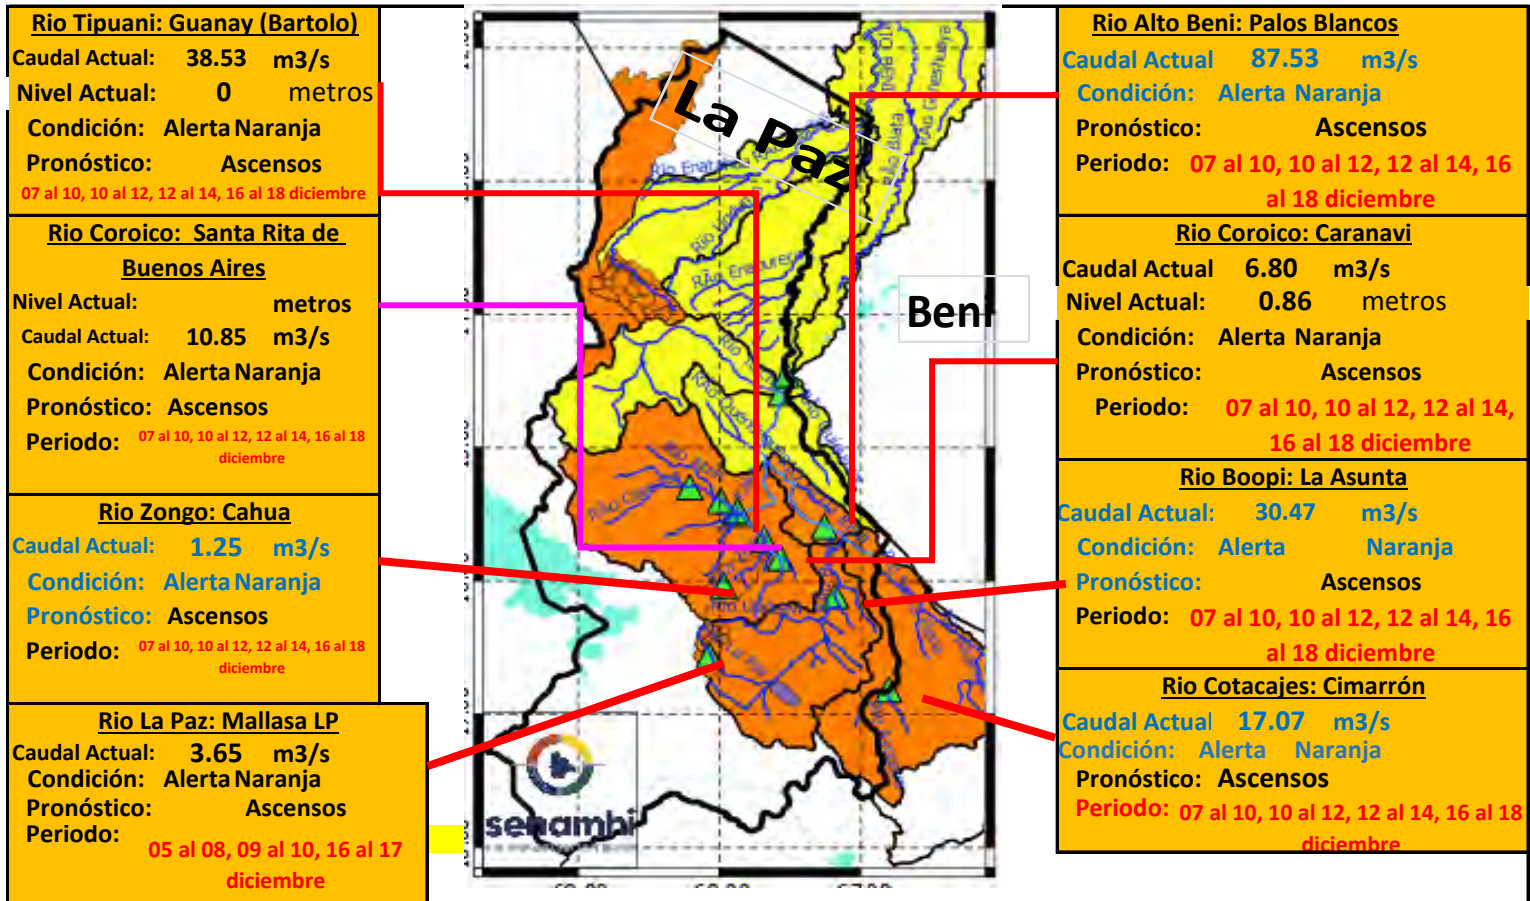 Rio Tipuani: Guanay (Bartolo)
Caudal Actual: 38.53 m3/s
Nivel Actual: 0 metros
Condición: Alerta Naranja
Pronóstico: Ascensos
07 al 10, 10 al 12, 12 al 14, 16 al 18 diciembre
Rio Coroico: Santa Rita de
Buenos Aires
Nivel Actual: metros
Caudal Actual: 10.85 m3/s
Condición: Alerta Naranja
Pronóstico: Ascensos
Periodo: 07 al 10, 10 al 12, 12 al 14, 16 al 18
diciembre
Rio Zongo: Cahua
Caudal Actual: 1.25 m3/s
Condición: Alerta Naranja
Pronóstico: Ascensos
Periodo: 07 al 10, 10 al 12, 12 al 14, 16 al 18
diciembre
Rio La Paz: Mallasa LP
Caudal Actual: 3.65 m3/s
Condición: Alerta Naranja
Pronóstico: Ascensos
Periodo:
05 al 08, 09 al 10, 16 al 17
diciembre
La Paz
Beni
senamhi
Rio Alto Beni: Palos Blancos
Caudal Actual 87.53 m3/s
Condición: Alerta Naranja
Pronóstico: Ascensos
Periodo: 07 al 10, 10 al 12, 12 al 14, 16
al 18 diciembre
Rio Coroico: Caranavi
Caudal Actual 6.80 m3/s
Nivel Actual: 0.86 metros
Condición: Alerta Naranja
Pronóstico: Ascensos
Periodo: 07 al 10, 10 al 12, 12 al 14,
16 al 18 diciembre
Rio Boopi: La Asunta
Caudal Actual: 30.47 m3/s
Condición: Alerta Naranja
Pronóstico: Ascensos
Periodo: 07 al 10, 10 al 12, 12 al 14, 16
al 18 diciembre
Rio Cotacajes: Cimarrón
Caudal Actual 17.07 m3/s
Condición: Alerta Naranja
Pronóstico: Ascensos
Periodo: 07 al 10, 10 al 12, 12 al 14, 16 al 18
diciembre